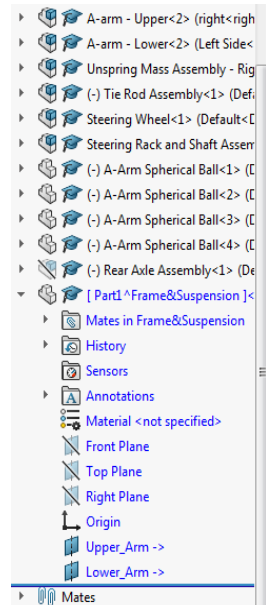 A-arm - Upper<2> (right<righ
A-arm - Lower<2> (Left Side<
Unspring Mass Assembly - Rig
(-) Tie Rod Assembly<1> (Defa
Steering Wheel<1> (Default<D
Steering Rack and Shaft Assem
(-) A-Arm Spherical Ball<1> (D
(-) A-Arm Spherical Ball<2> (D
(-) A-Arm Spherical Ball<3> (D
(-) A-Arm Spherical Ball<4> (D
(-) Rear Axle Assembly<1> (De
[ Part1^Frame&Suspension ]<
Mates in Frame&Suspension
History
Sensors
A Annotations
Material <not specified>
Front Plane
Top Plane
Right Plane
Origin
Upper_Arm ->
Lower_Arm ->
Mates